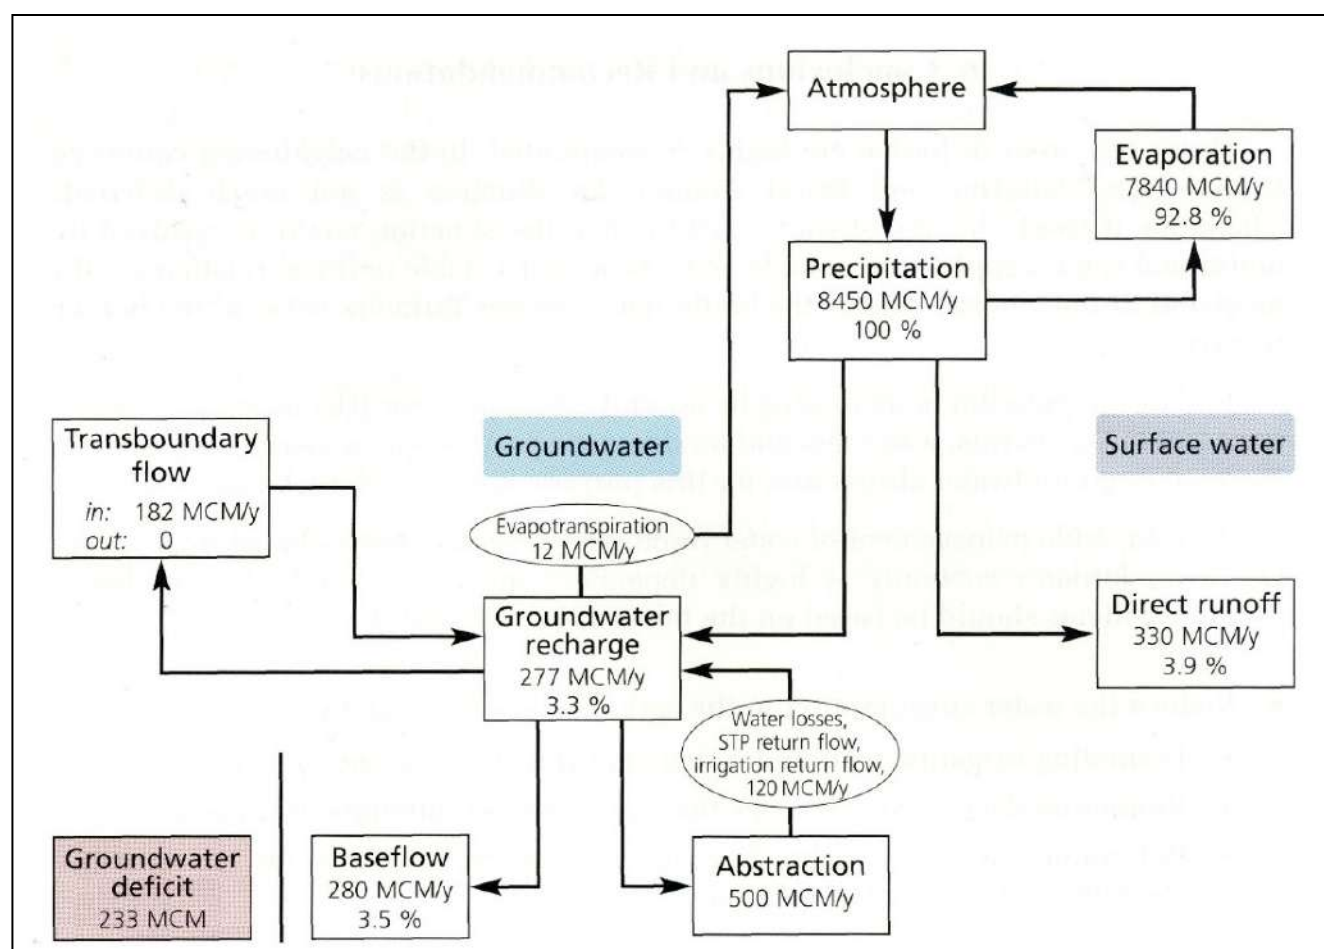 Atmosphere
Evaporation
7840 MCM/y
92.8 %
Precipitation
8450 MCM/y
100 %
Transboundary
flow
in: 182 MCM/y
out: 0
Groundwater
Surface water
Evapotranspiration
12 MCM/y
Groundwater
recharge
277 MCM/y
3.3 %
Direct runoff
330 MCM/y
3.9 %
Water losses,
STP return flow,
irrigation return flow,
120 MCM/y
Groundwater
deficit
233 MCM
Baseflow
280 MCM/y
3.5 %
Abstraction
500 MCM/y